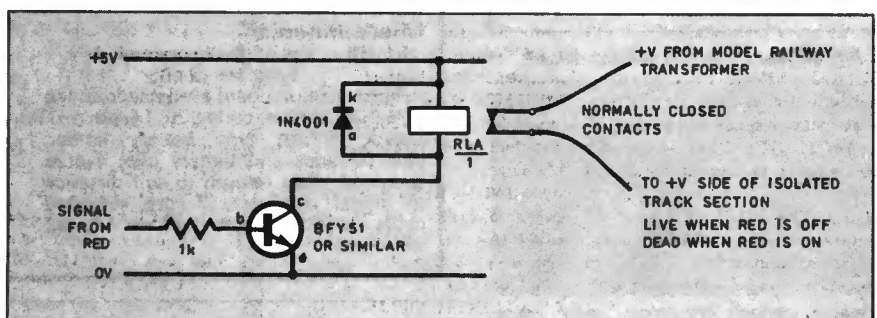 +5V
k
1N4001
a
RLA
1
+V FROM MODEL RAILWAY
TRANSFORMER
NORMALLY CLOSED
CONTACTS
TO +V SIDE OF ISOLATED
TRACK SECTION
LIVE WHEN RED IS OFF
DEAD WHEN RED IS ON
SIGNAL
FROM
RED
1k
b
c
e
BFY51
OR SIMILAR
0V